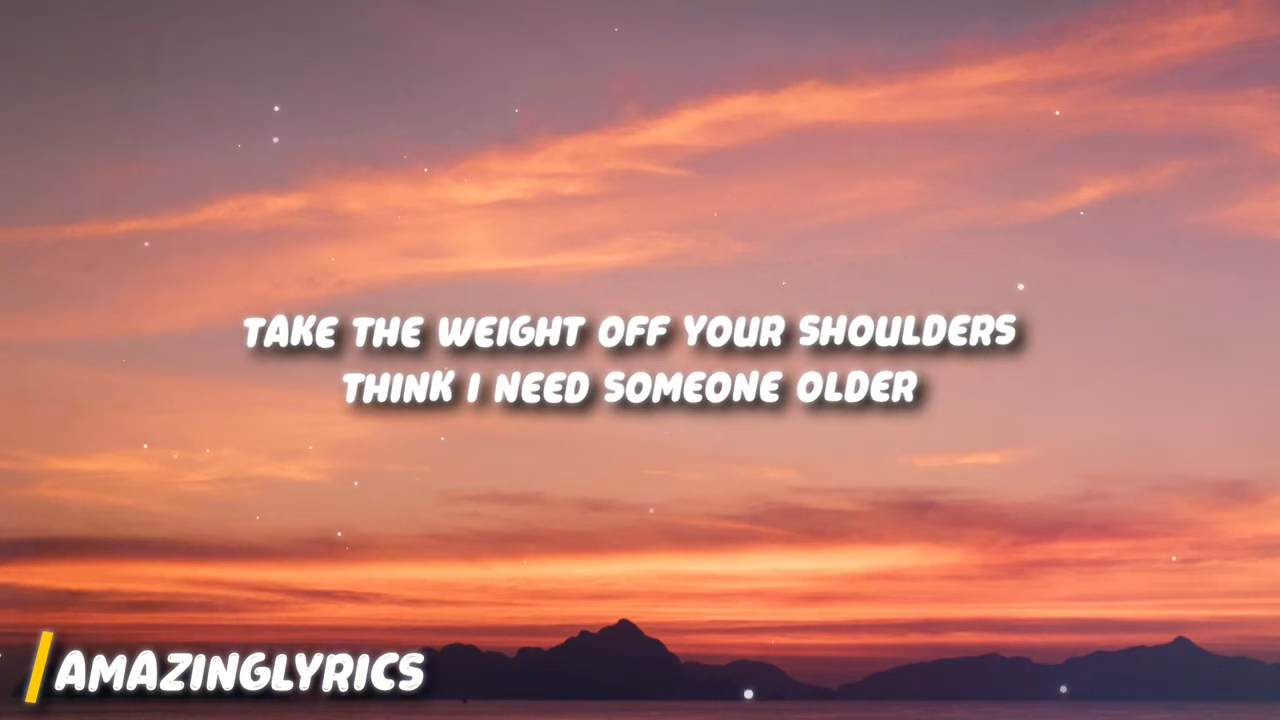 TAKE THE WEIGHT OFF YOUR SHOULDERS
THINK I NEED SOMEONE OLDER
AMAZINGLYRICS